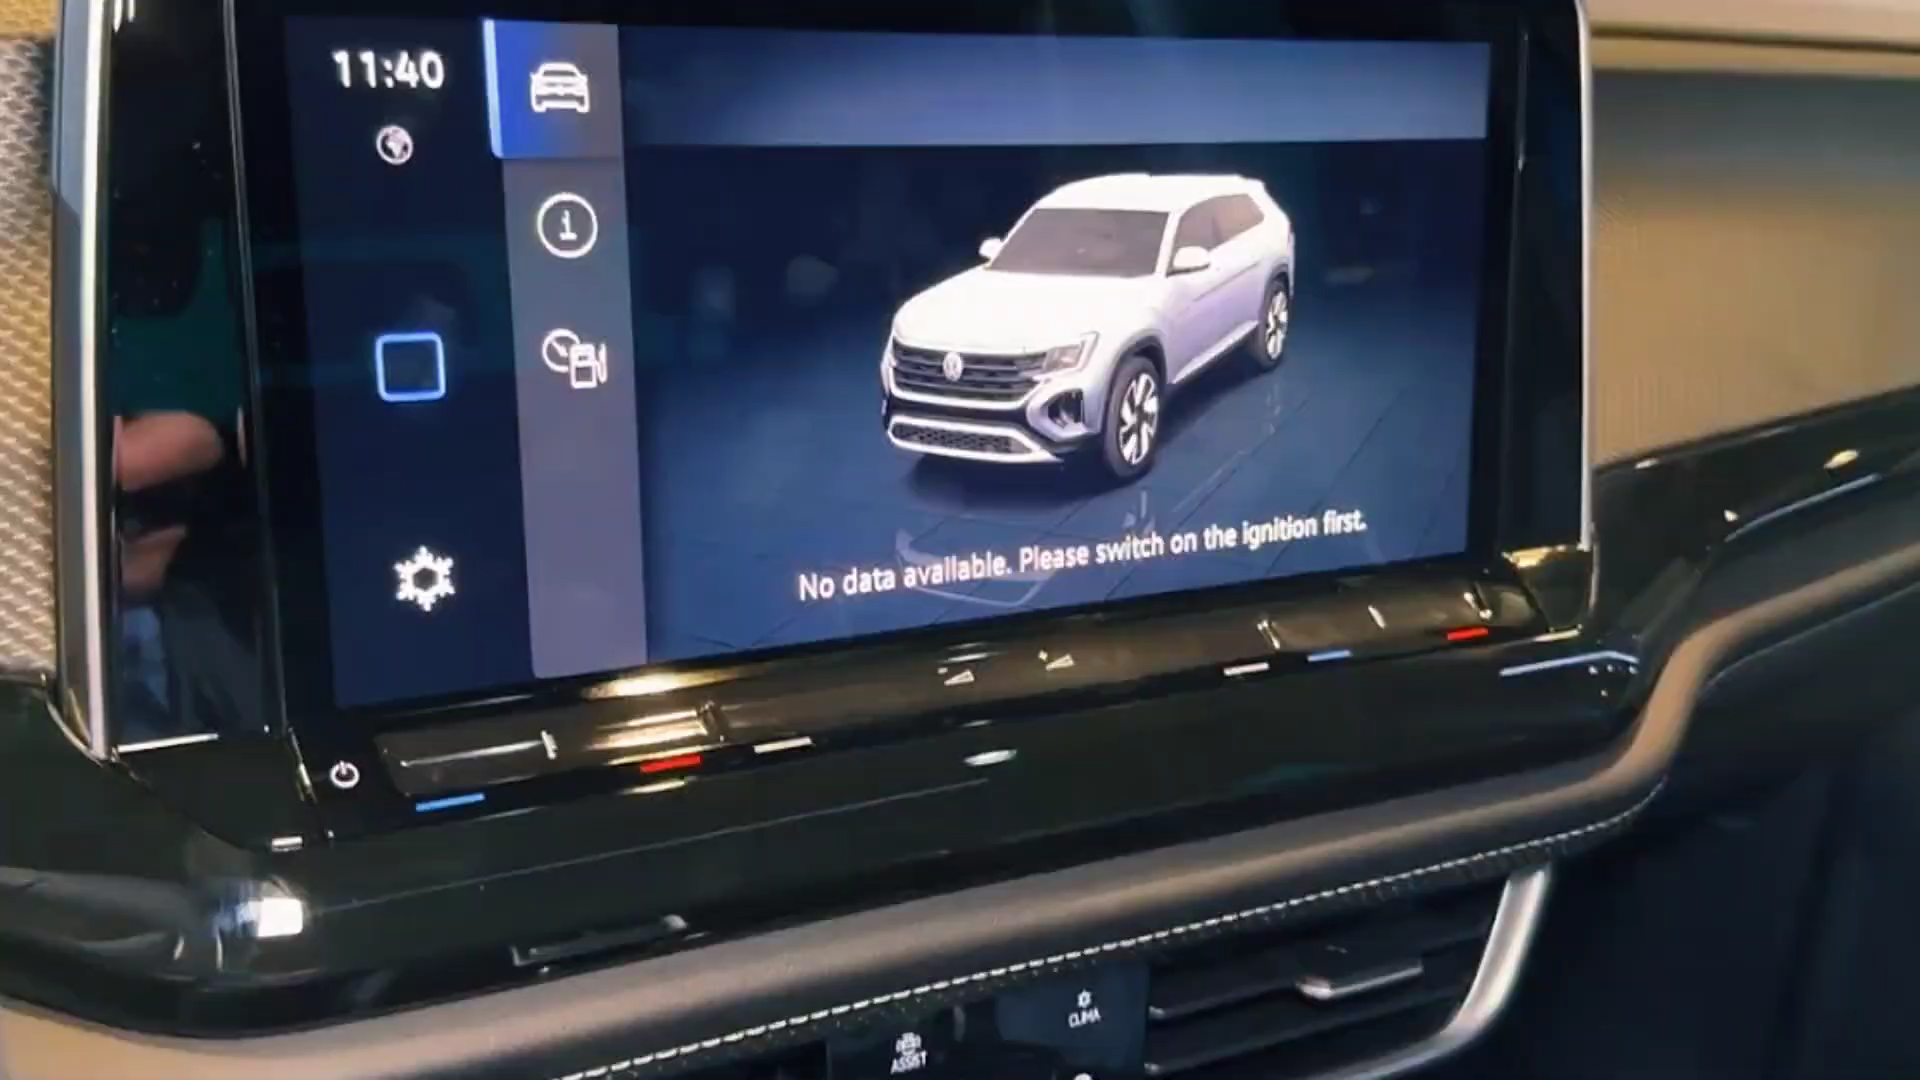 11:40
No data available. Please switch on the ignition first.
CLIMA
ASSIST